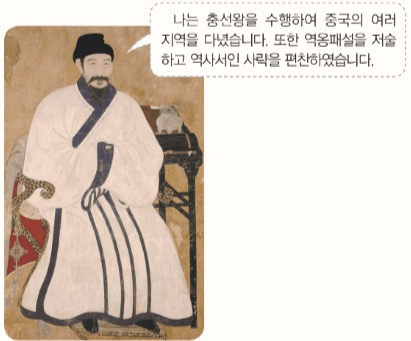 나는 충선왕을 수행하여 중국의 여러
지역을 다녔습니다. 또한 역옹패설을 저술
하고 역사서인 사략을 편찬하였습니다.